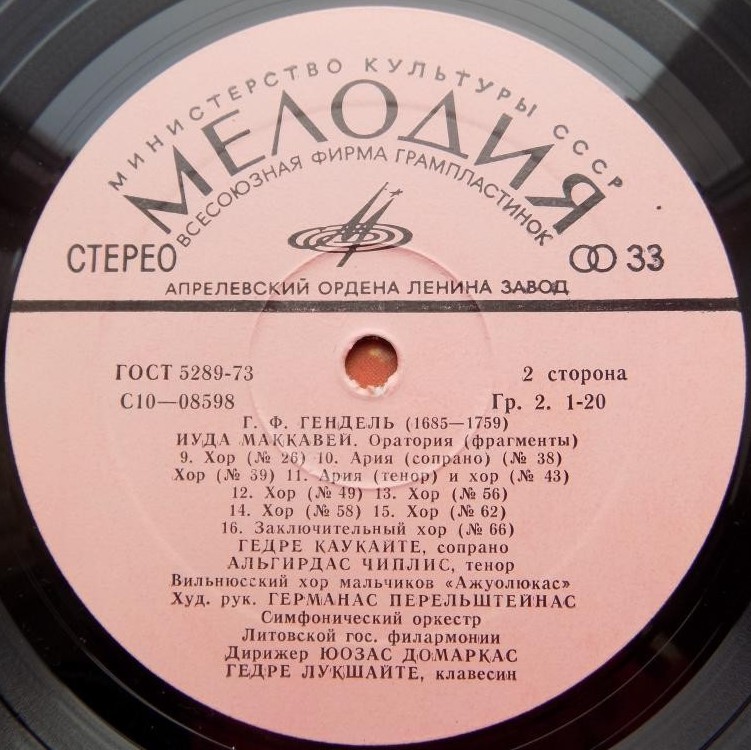 МИНИСТЕРСТВО КУЛЬТУРЫ СССР
МЕЛОДИЯ
ВСЕСОЮЗНАЯ ФИРМА ГРАМПЛАСТИНОК
СТЕРЕО
33
АПРЕЛЕВСКИЙ ОРДЕНА ЛЕНИНА ЗАВОД
ГОСТ 5289-73
2 сторона
С10—08598
Гр. 2. 1-20
Г. Ф. ГЕНДЕЛЬ (1685—1759)
ИУДА МАККАВЕЙ. Оратория (фрагменты)
9. Хор (№ 26) 10. Ария (сопрано) (№ 38)
Хор (№ 39) 11. Ария (тенор) и хор (№ 43)
12. Хор (№ 49) 13. Хор (№ 56)
14. Хор (№ 58) 15. Хор (№ 62)
16. Заключительный хор (№ 66)
ГЕДРЕ КАУКАЙТЕ, сопрано
АЛЬГИРДАС ЧИПЛИС, тенор
Вильнюсский хор мальчиков «Ажуолюкас»
Худ. рук. ГЕРМАНАС ПЕРЕЛЬШТЕЙНАС
Симфонический оркестр
Литовской гос. филармонии
Дирижер ЮОЗАС ДОМАРКАС
ГЕДРЕ ЛУКШАЙТЕ, клавесин